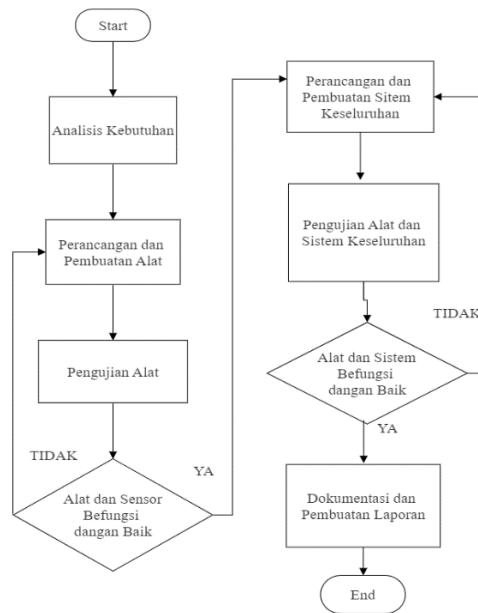 Start
Analisis Kebutuhan
Perancangan dan
Pembuatan Alat
Pengujian Alat
TIDAK
YA
Alat dan Sensor
Befungsi
dangan Baik
Perancangan dan
Pembuatan Sitem
Keseluruhan
Pengujian Alat dan
Sistem Keseluruhan
TIDAK
Alat dan Sistem
Befungsi
dangan Baik
YA
Dokumentasi dan
Pembuatan Laporan
End